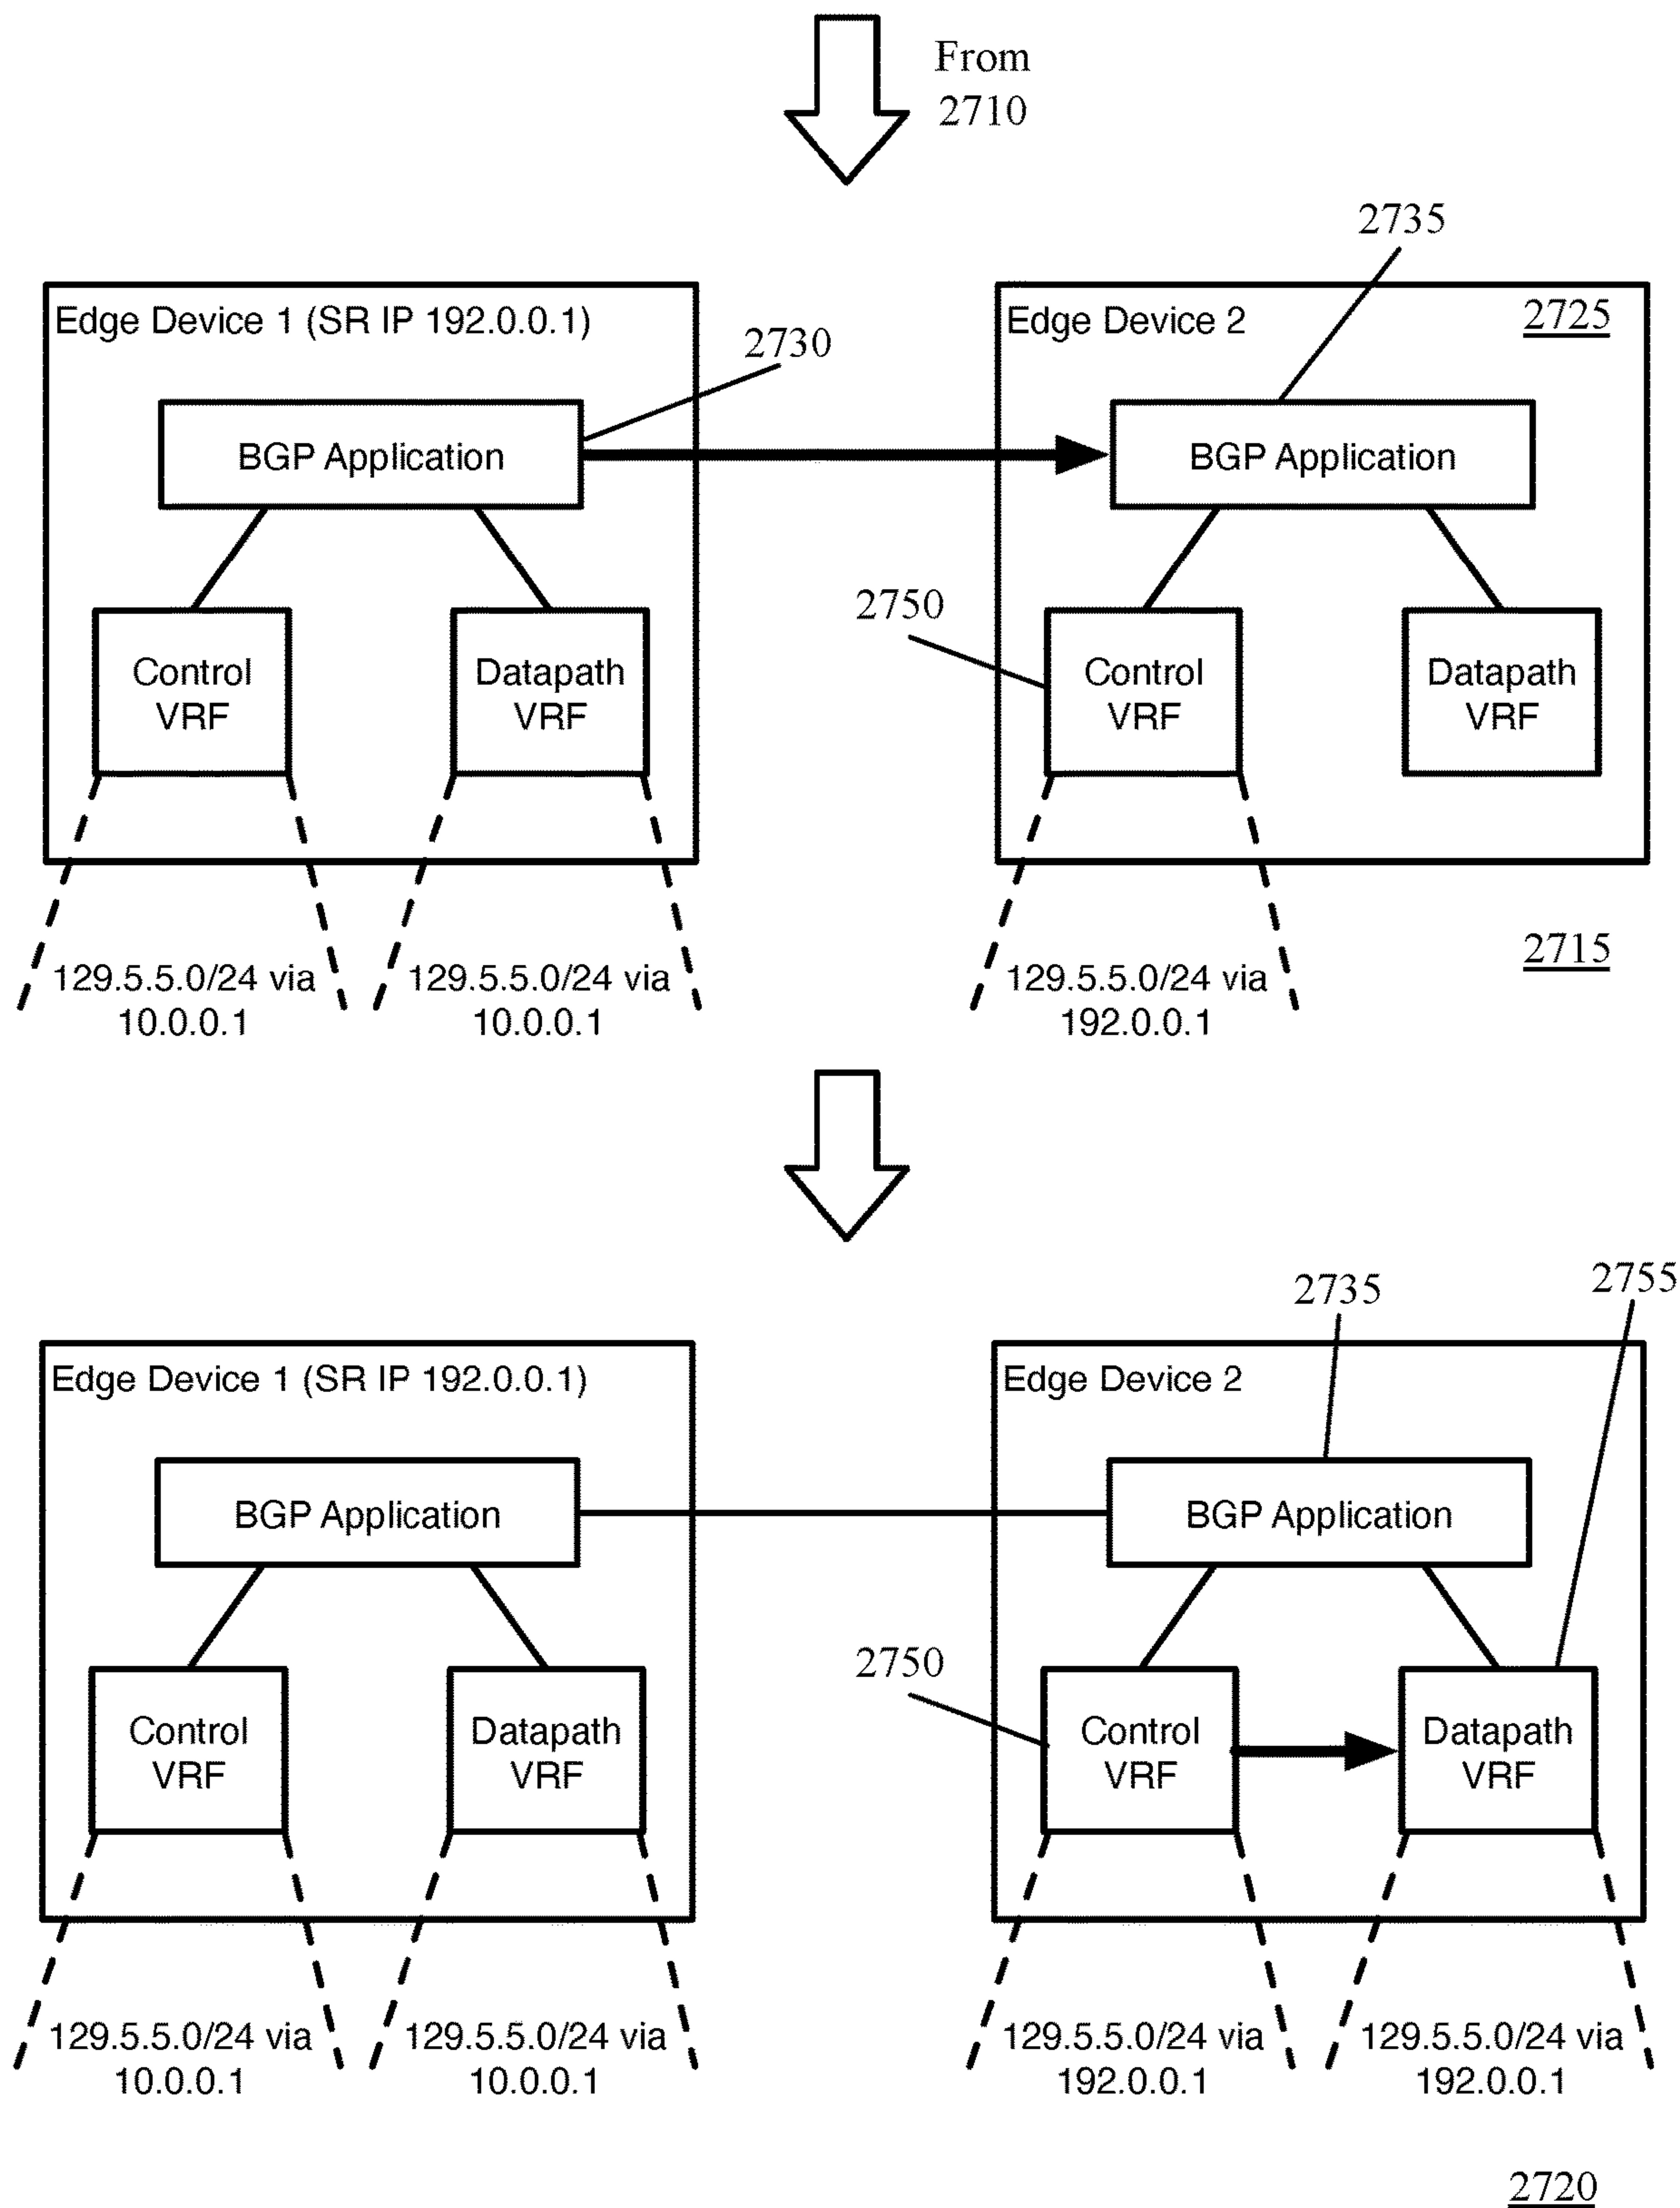 From
2710
2735
Edge Device 1 (SR IP 192.0.0.1)
Edge Device 2
2725
2730
BGP Application
BGP Application
2750
Control
VRF
Datapath
VRF
Control
VRF
Datapath
VRF
2715
129.5.5.0/24 via
10.0.0.1
129.5.5.0/24 via
10.0.0.1
129.5.5.0/24 via
192.0.0.1
2735
2755
Edge Device 1 (SR IP 192.0.0.1)
Edge Device 2
BGP Application
BGP Application
2750
Control
VRF
Datapath
VRF
Control
VRF
Datapath
VRF
129.5.5.0/24 via
10.0.0.1
129.5.5.0/24 via
10.0.0.1
129.5.5.0/24 via
192.0.0.1
129.5.5.0/24 via
192.0.0.1
2720